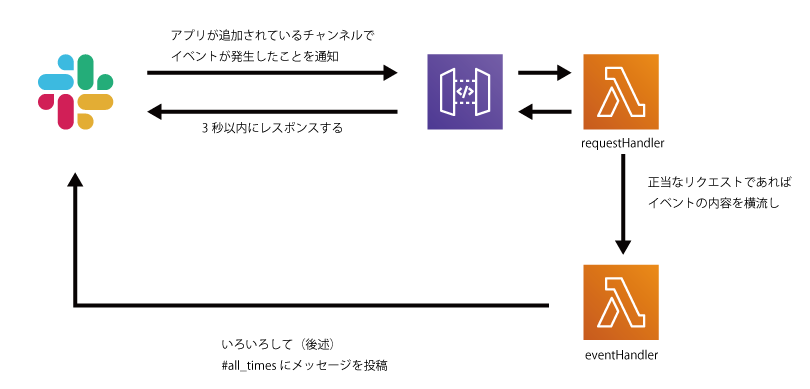 アプリが追加されているチャンネルで
イベントが発生したことを通知
3 秒以内にレスポンスする
requestHandler
正当なリクエストであれば
イベントの内容を横流し
eventHandler
いろいろして（後述）
#all_times にメッセージを投稿